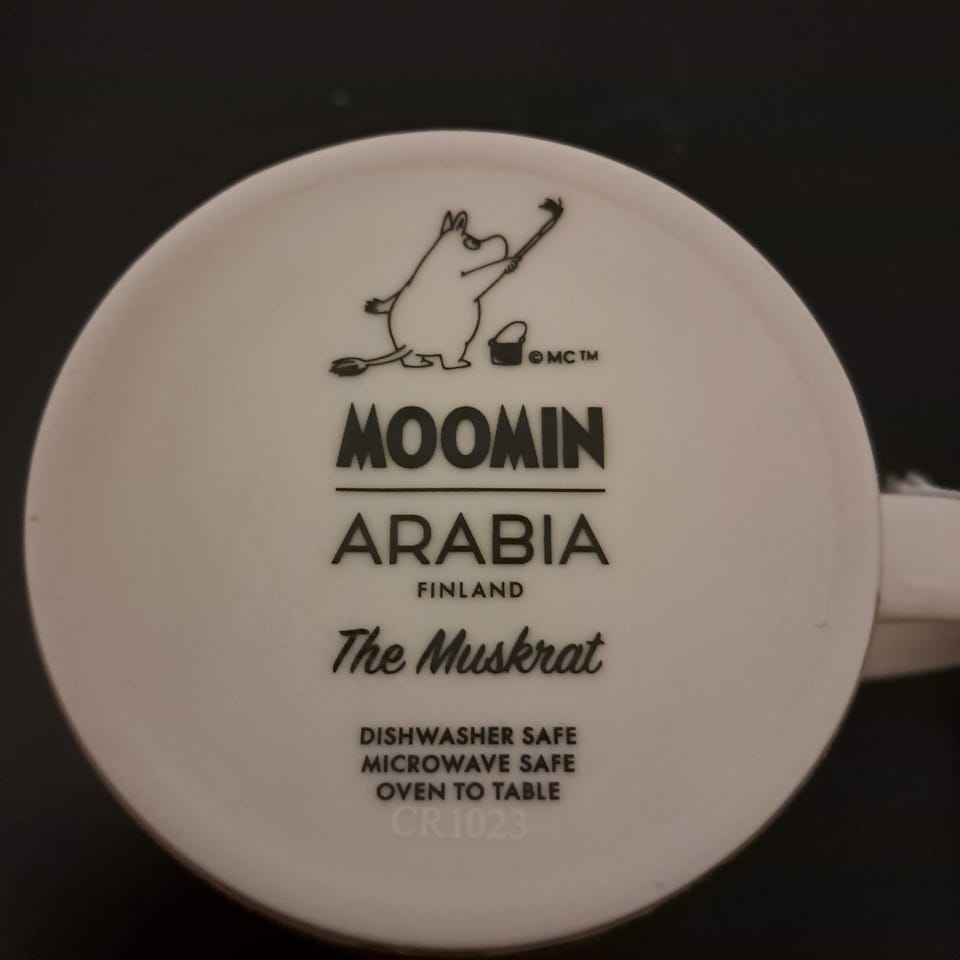 © MC ™
MOOMIN
ARABIA
FINLAND
The Muskrat
DISHWASHER SAFE
MICROWAVE SAFE
OVEN TO TABLE
CR1023